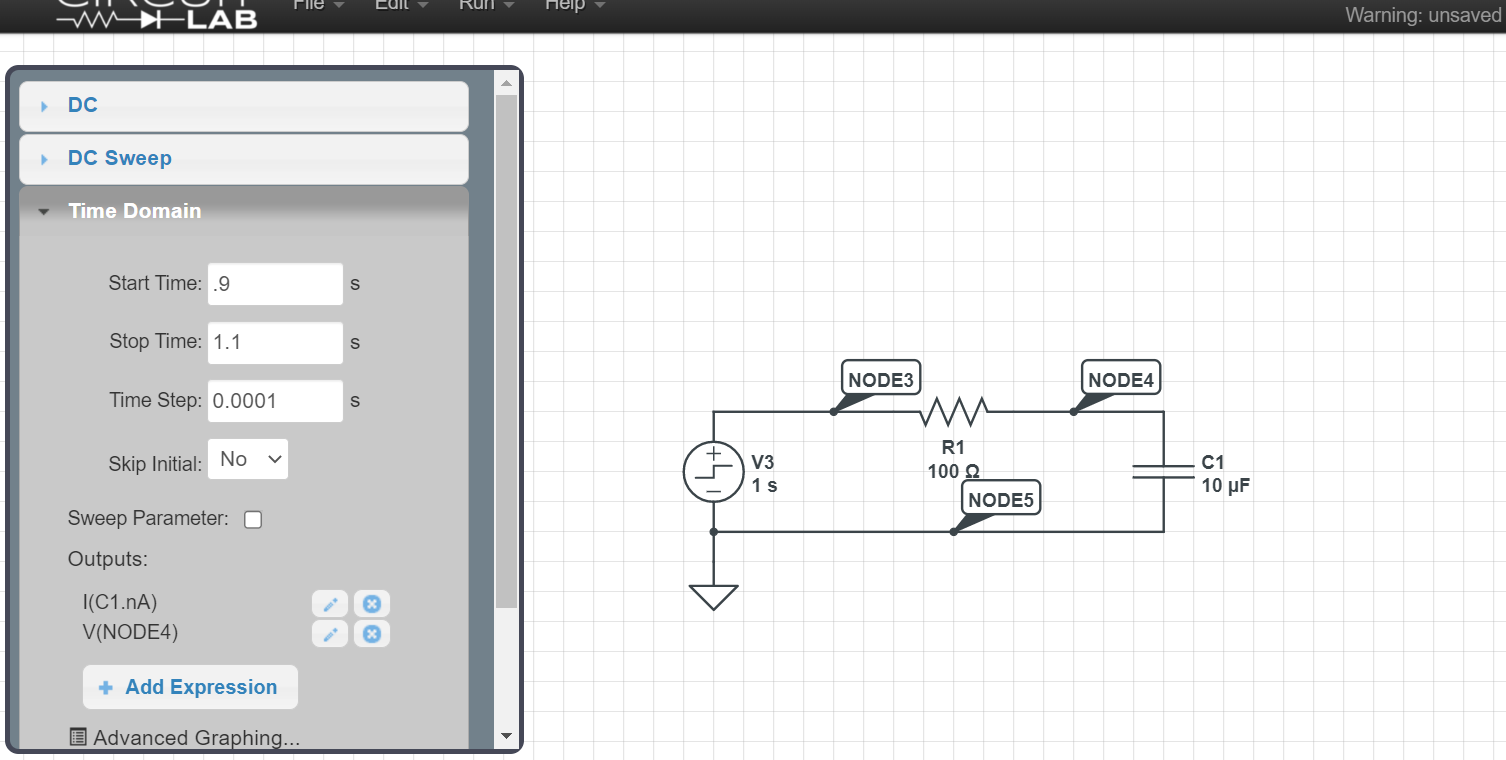 CIRCUIT
LAB
File
Edit
Run
Help
Warning: unsaved
DC
DC Sweep
Time Domain
Start Time: .9 s
Stop Time: 1.1 s
Time Step: 0.0001 s
Skip Initial: No
Sweep Parameter:
Outputs:
I(C1.nA)
V(NODE4)
+ Add Expression
Advanced Graphing...
NODE3
NODE4
R1
100 Ω
V3
1 s
C1
10 µF
NODE5